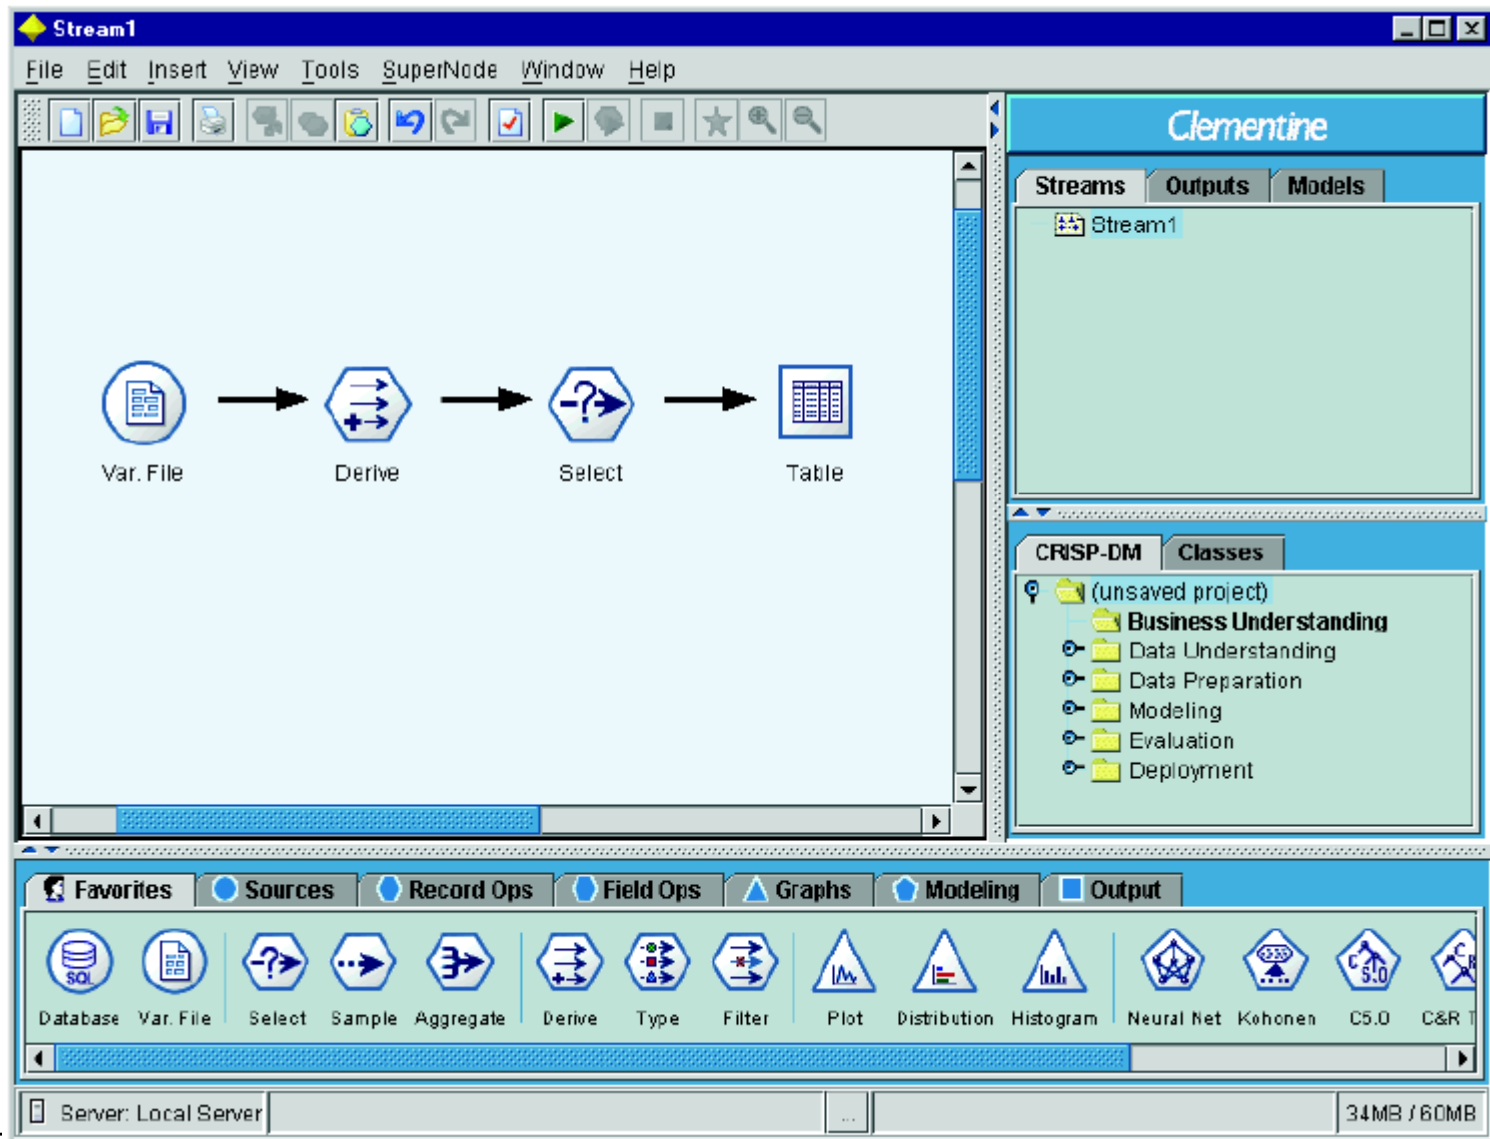 Stream1
File Edit Insert View Tools SuperNode Window Help
Clementine
Streams Outputs Models
Stream1
Var. File Derive Select Table
CRISP-DM Classes
(unsaved project)
Business Understanding
Data Understanding
Data Preparation
Modeling
Evaluation
Deployment
Favorites Sources Record Ops Field Ops Graphs Modeling Output
SQL C 5.0 C R
Database Var. File Select Sample Aggregate Derive Type Filter Plot Distribution Histogram Neural Net Kohonen C5.0 C&R T
Server: Local Server ... 34MB / 60MB